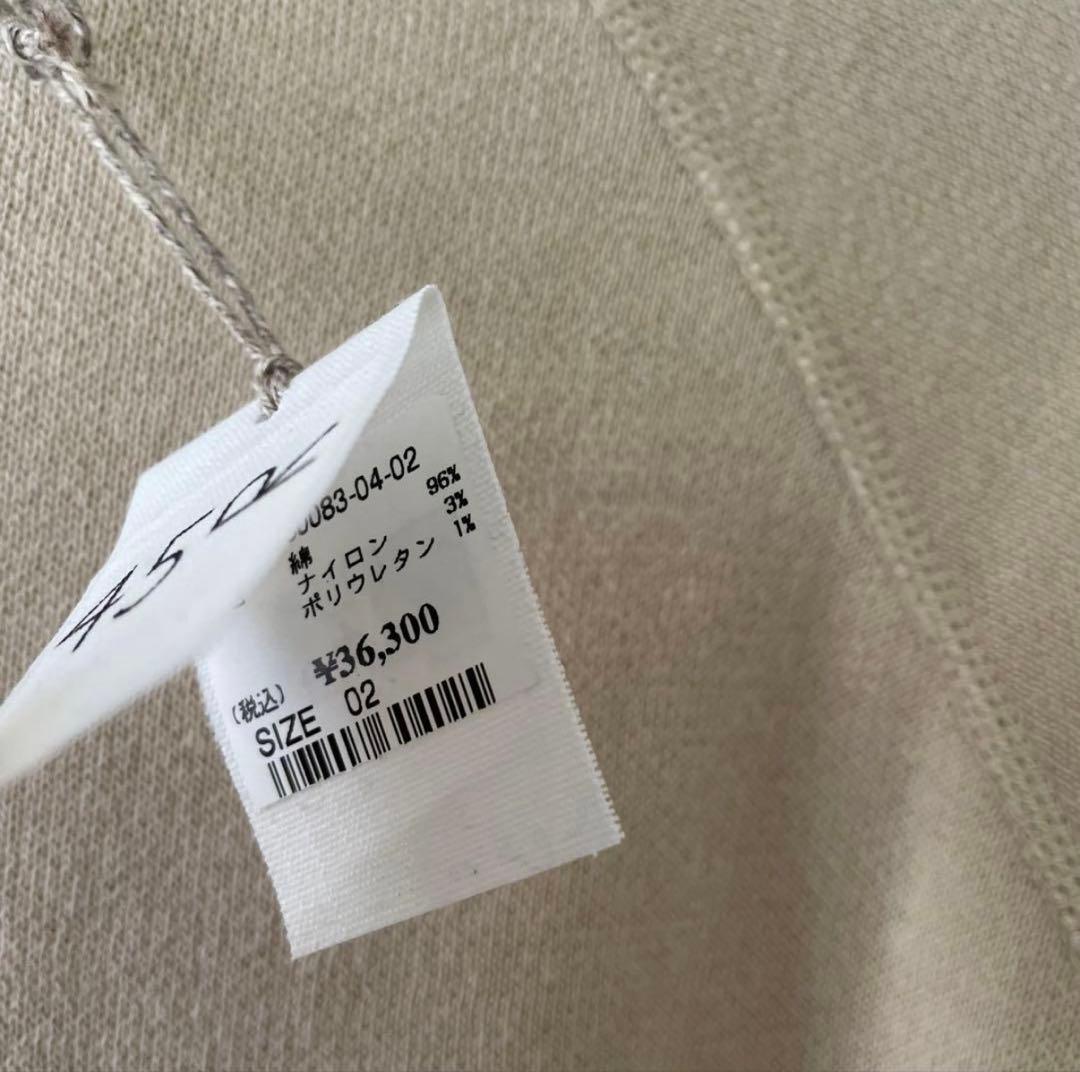 45R
0083-04-02
綿 96%
ナイロン 3%
ポリウレタン 1%
¥36,300
(税込)
SIZE 02